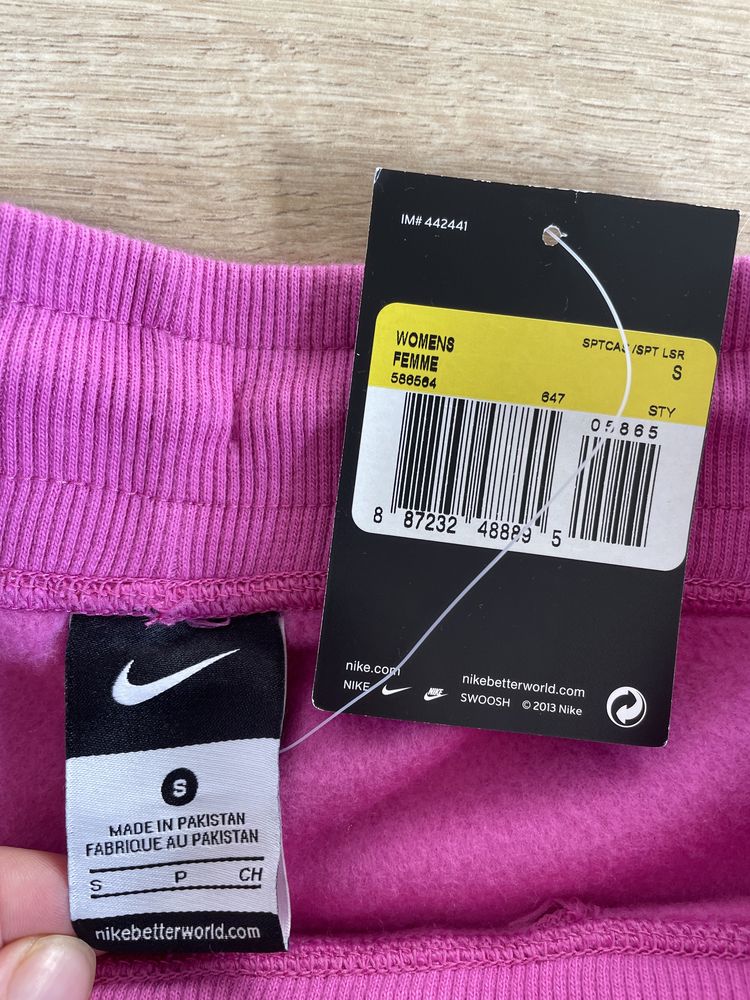 IM# 442441
WOMENS
FEMME
586564
SPTCAS/SPT LSR
S
647
STY
05865
8 87232 48889 5
nike.com
NIKE
nikebetterworld.com
SWOOSH © 2013 Nike
S
MADE IN PAKISTAN
FABRIQUE AU PAKISTAN
S P CH
nikebetterworld.com